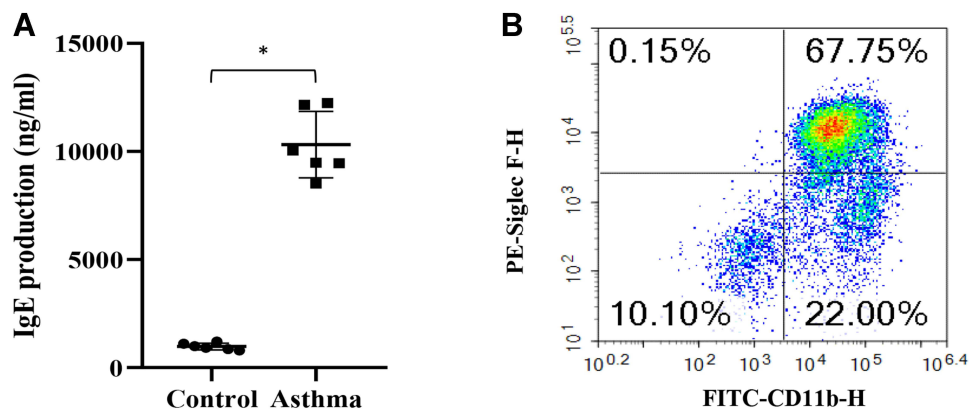 A
IgE production (ng/ml)
15000
10000
5000
0
*
Control Asthma
B
PE-Siglec F-H
10^5.5
10^4
10^3
10^2
10^1
0.15% 67.75%
10.10% 22.00%
10^0.2 10^2 10^3 10^4 10^5 10^6.4
FITC-CD11b-H